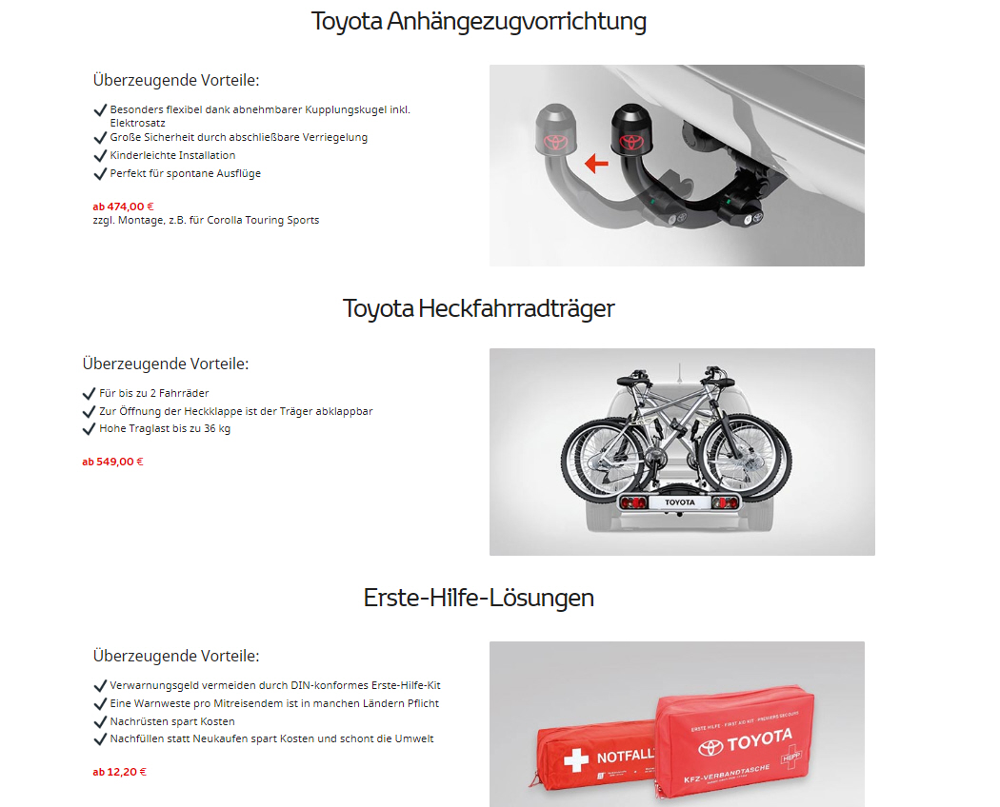 Toyota Anhängezugvorrichtung
Überzeugende Vorteile:
Besonders flexibel dank abnehmbarer Kupplungskugel inkl.
Elektrosatz
Große Sicherheit durch abschließbare Verriegelung
Kinderleichte Installation
Perfekt für spontane Ausflüge
ab 474,00 €
zzgl. Montage, z.B. für Corolla Touring Sports
Toyota Heckfahrradträger
Überzeugende Vorteile:
Für bis zu 2 Fahrräder
Zur Öffnung der Heckklappe ist der Träger abklappbar
Hohe Traglast bis zu 36 kg
ab 549,00 €
TOYOTA
Erste-Hilfe-Lösungen
Überzeugende Vorteile:
Verwarnungsgeld vermeiden durch DIN-konformes Erste-Hilfe-Kit
Eine Warnweste pro Mitreisendem ist in manchen Ländern Pflicht
Nachrüsten spart Kosten
Nachfüllen statt Neukaufen spart Kosten und schont die Umwelt
ab 12,20 €
NOTFALL
ERSTE HILFE · FIRST AID KIT · PREMIERS SECOURS
TOYOTA
HEPP
KFZ-VERBANDTASCHE